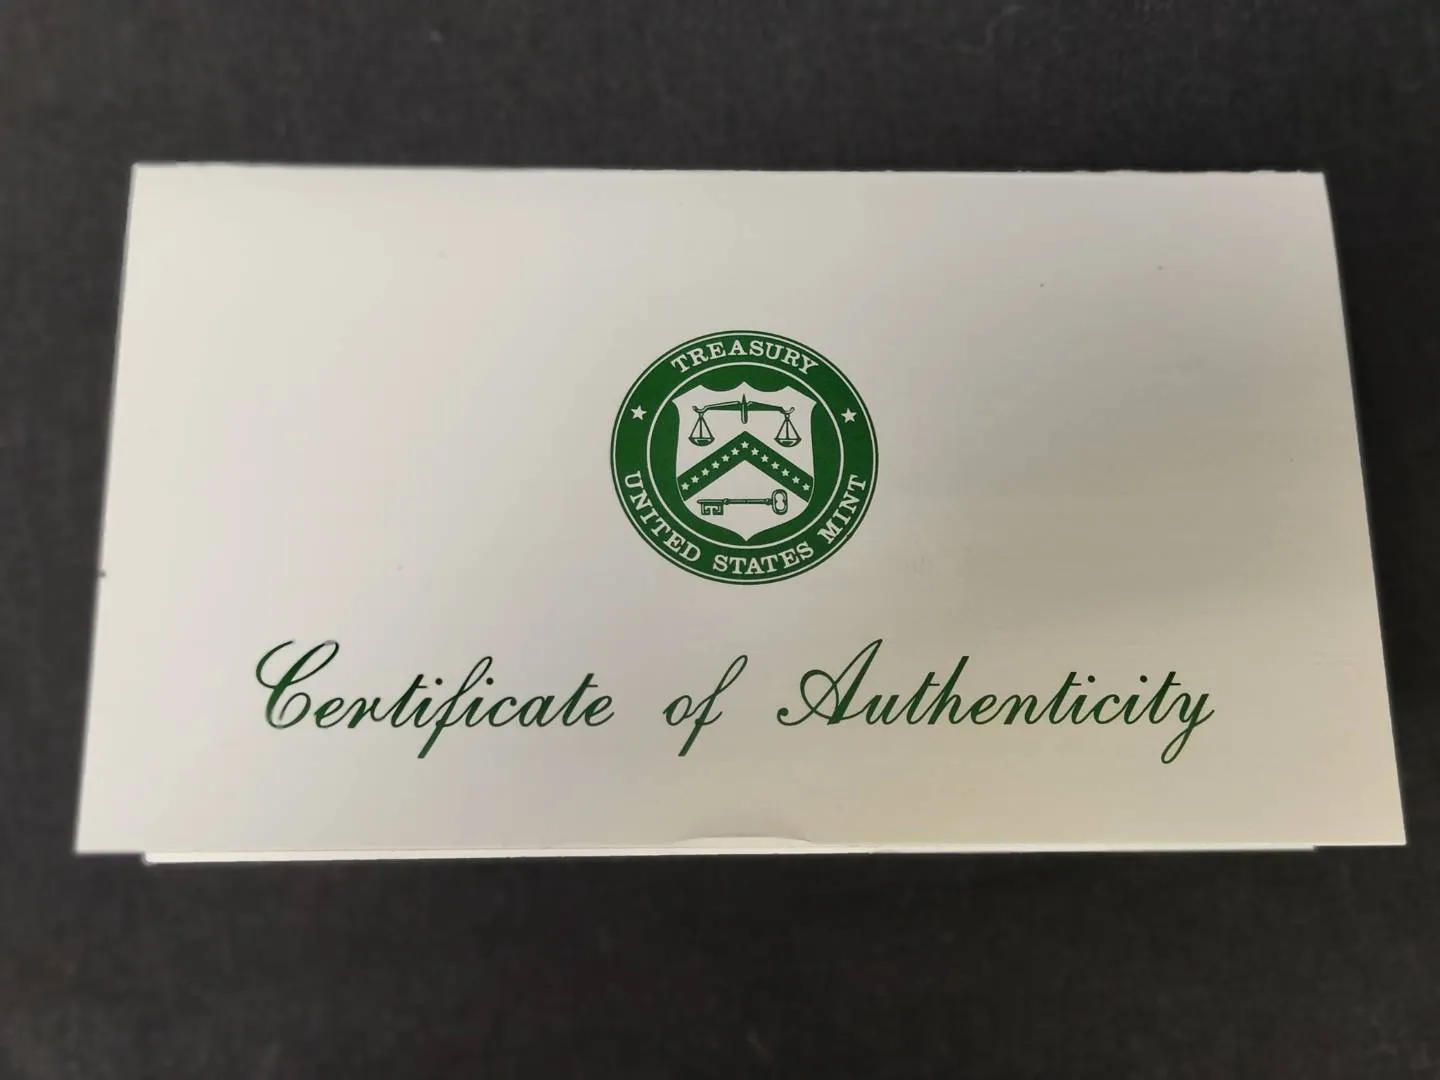 TREASURY
UNITED STATES MINT
Certificate of Authenticity